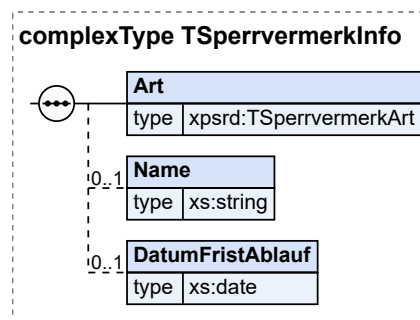 complexType TSperrvermerkInfo
Art
type xpsrd:TSperrvermerkArt
0..1 Name
type xs:string
0..1 DatumFristAblauf
type xs:date